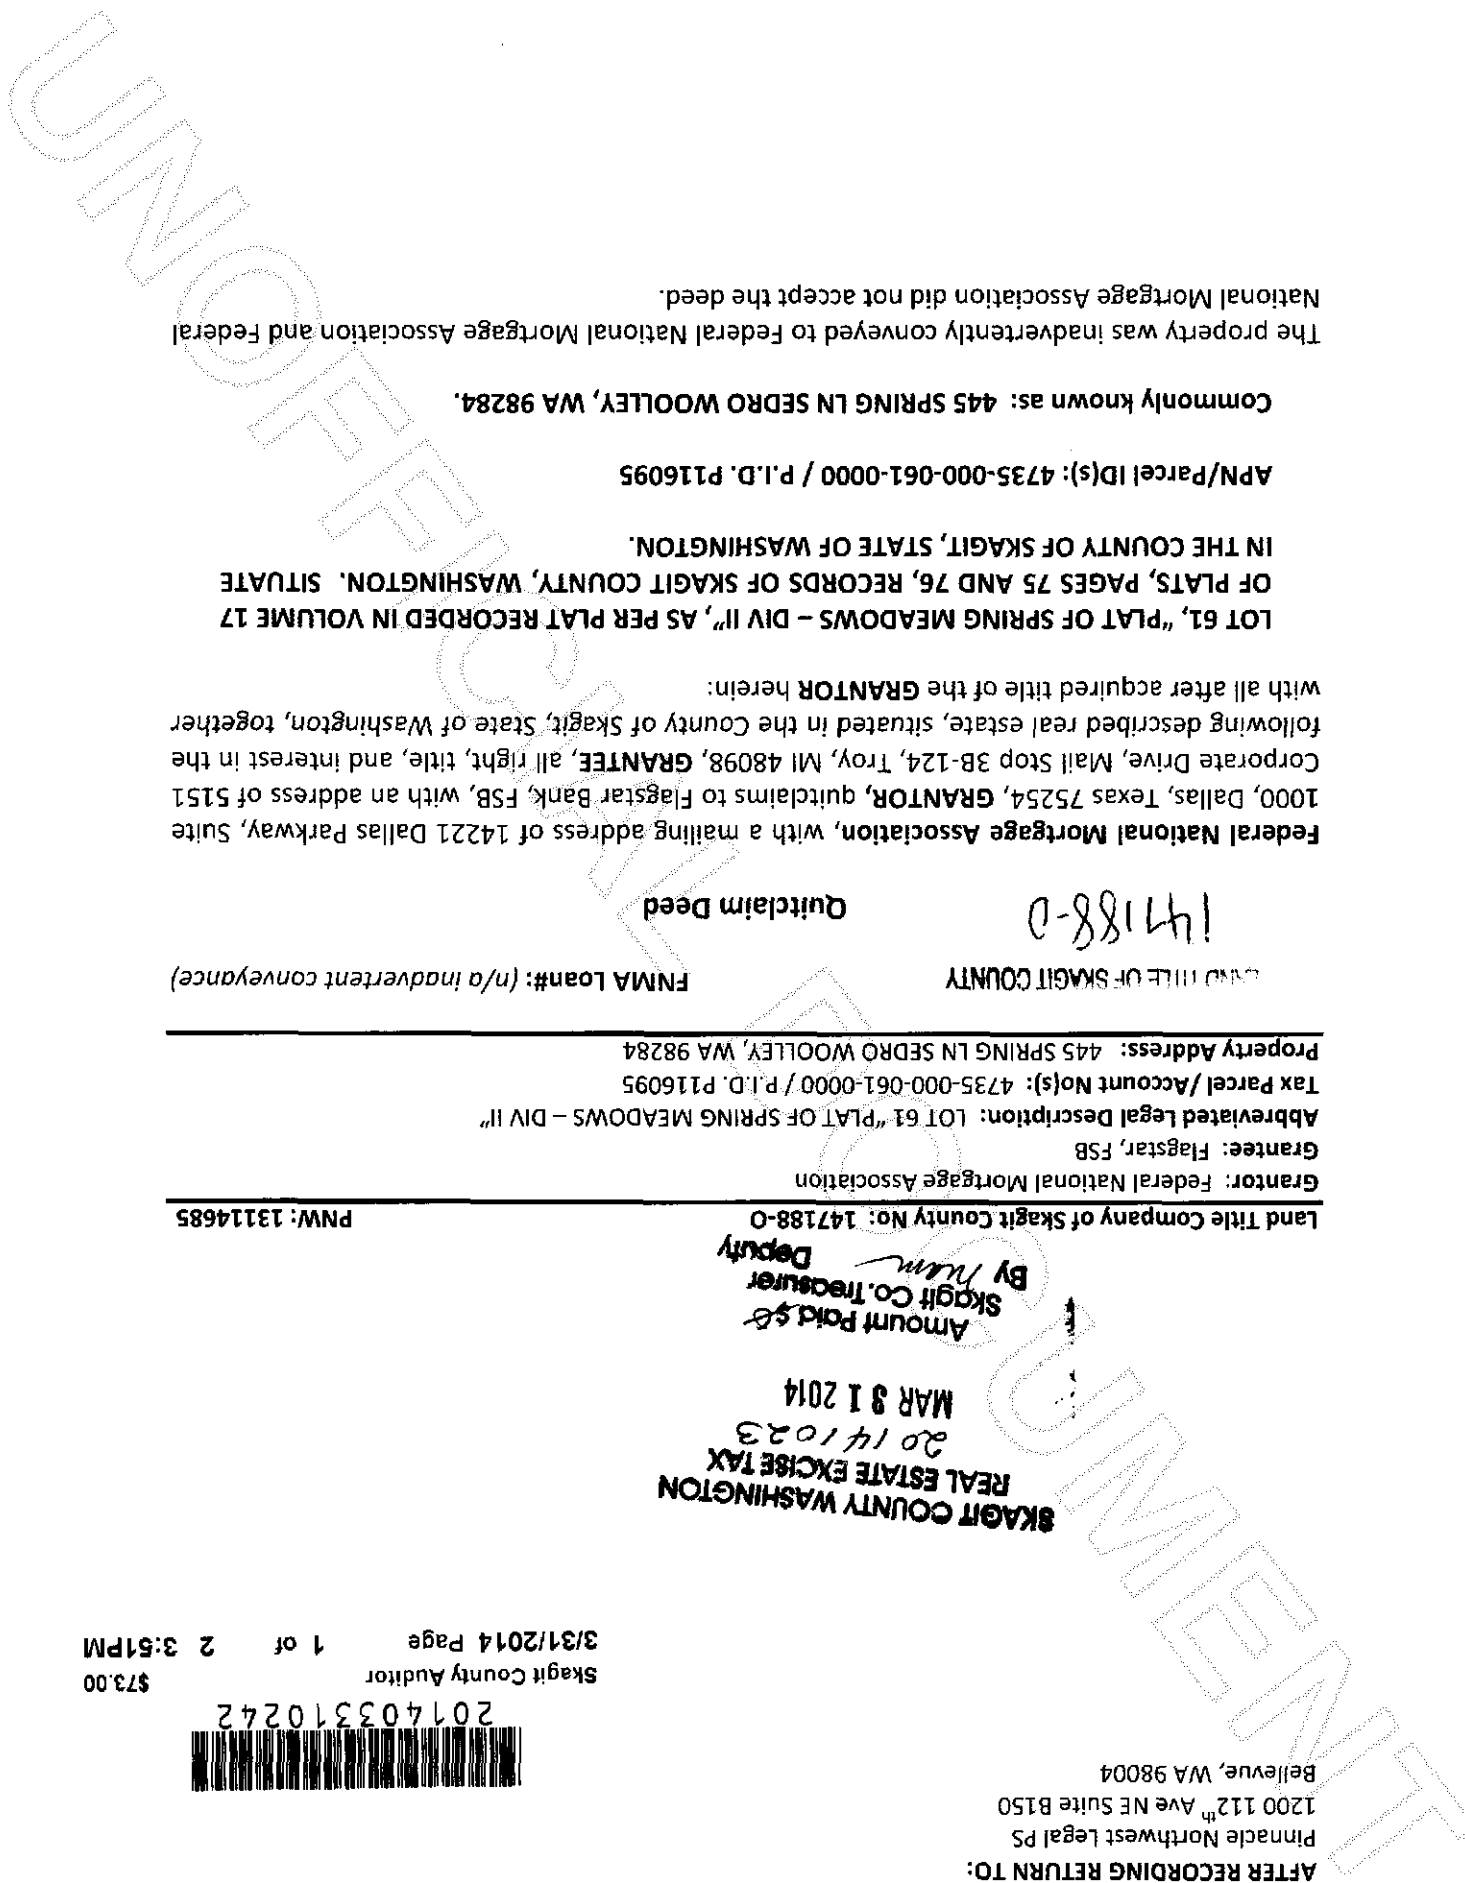 AFTER RECORDING RETURN TO:
Pinnacle Northwest Legal PS
1200 112th Ave NE Suite B150
Bellevue, WA 98004
201403310242
Skagit County Auditor $73.00
3/31/2014 Page 1 of 2 3:51PM
SKAGIT COUNTY WASHINGTON
REAL ESTATE EXCISE TAX
20141023
MAR 31 2014
Amount Paid $0
Skagit Co. Treasurer
By mam Deputy
Land Title Company of Skagit County No: 147188-O PNW: 13114685
Grantor: Federal National Mortgage Association
Grantee: Flagstar, FSB
Abbreviated Legal Description: LOT 61 "PLAT OF SPRING MEADOWS – DIV II"
Tax Parcel /Account No(s): 4735-000-061-0000 / P.I.D. P116095
Property Address: 445 SPRING LN SEDRO WOOLLEY, WA 98284
LAND TITLE OF SKAGIT COUNTY FNMA Loan#: (n/a inadvertent conveyance)
147188-O
Quitclaim Deed
Federal National Mortgage Association, with a mailing address of 14221 Dallas Parkway, Suite
1000, Dallas, Texas 75254, GRANTOR, quitclaims to Flagstar Bank, FSB, with an address of 5151
Corporate Drive, Mail Stop 3B-124, Troy, MI 48098, GRANTEE, all right, title, and interest in the
following described real estate, situated in the County of Skagit, State of Washington, together
with all after acquired title of the GRANTOR herein:
LOT 61, "PLAT OF SPRING MEADOWS – DIV II", AS PER PLAT RECORDED IN VOLUME 17
OF PLATS, PAGES 75 AND 76, RECORDS OF SKAGIT COUNTY, WASHINGTON. SITUATE
IN THE COUNTY OF SKAGIT, STATE OF WASHINGTON.
APN/Parcel ID(s): 4735-000-061-0000 / P.I.D. P116095
Commonly known as: 445 SPRING LN SEDRO WOOLLEY, WA 98284.
The property was inadvertently conveyed to Federal National Mortgage Association and Federal
National Mortgage Association did not accept the deed.
UNOFFICIAL DOCUMENT